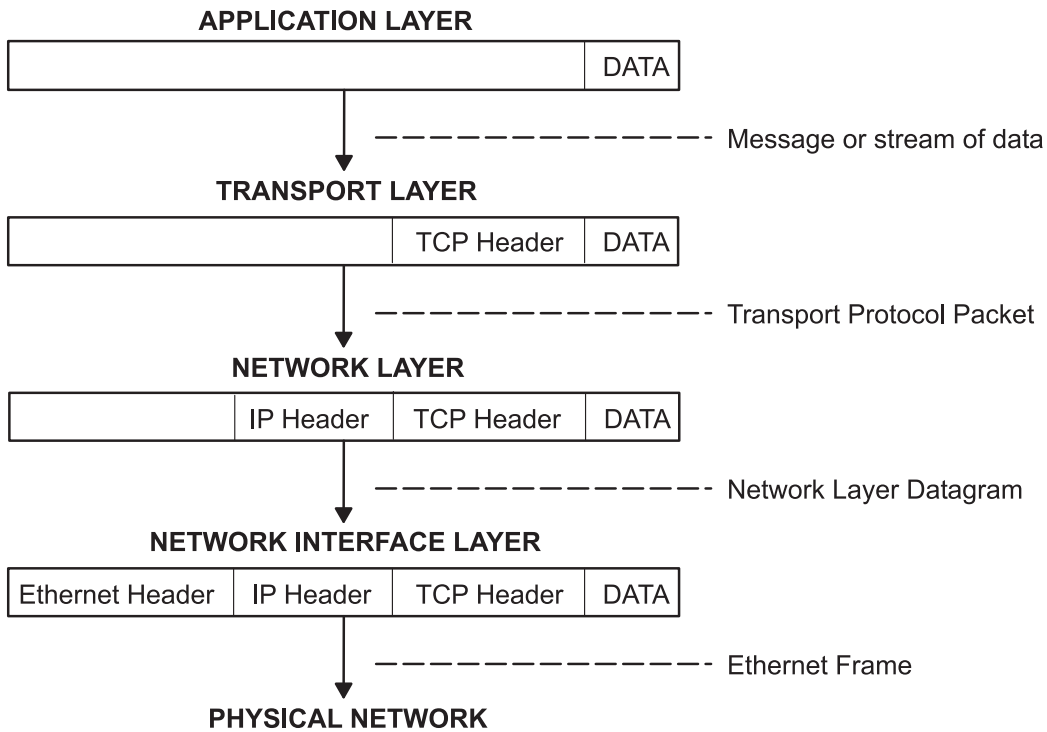 APPLICATION LAYER
DATA
Message or stream of data
TRANSPORT LAYER
TCP Header DATA
Transport Protocol Packet
NETWORK LAYER
IP Header TCP Header DATA
Network Layer Datagram
NETWORK INTERFACE LAYER
Ethernet Header IP Header TCP Header DATA
Ethernet Frame
PHYSICAL NETWORK